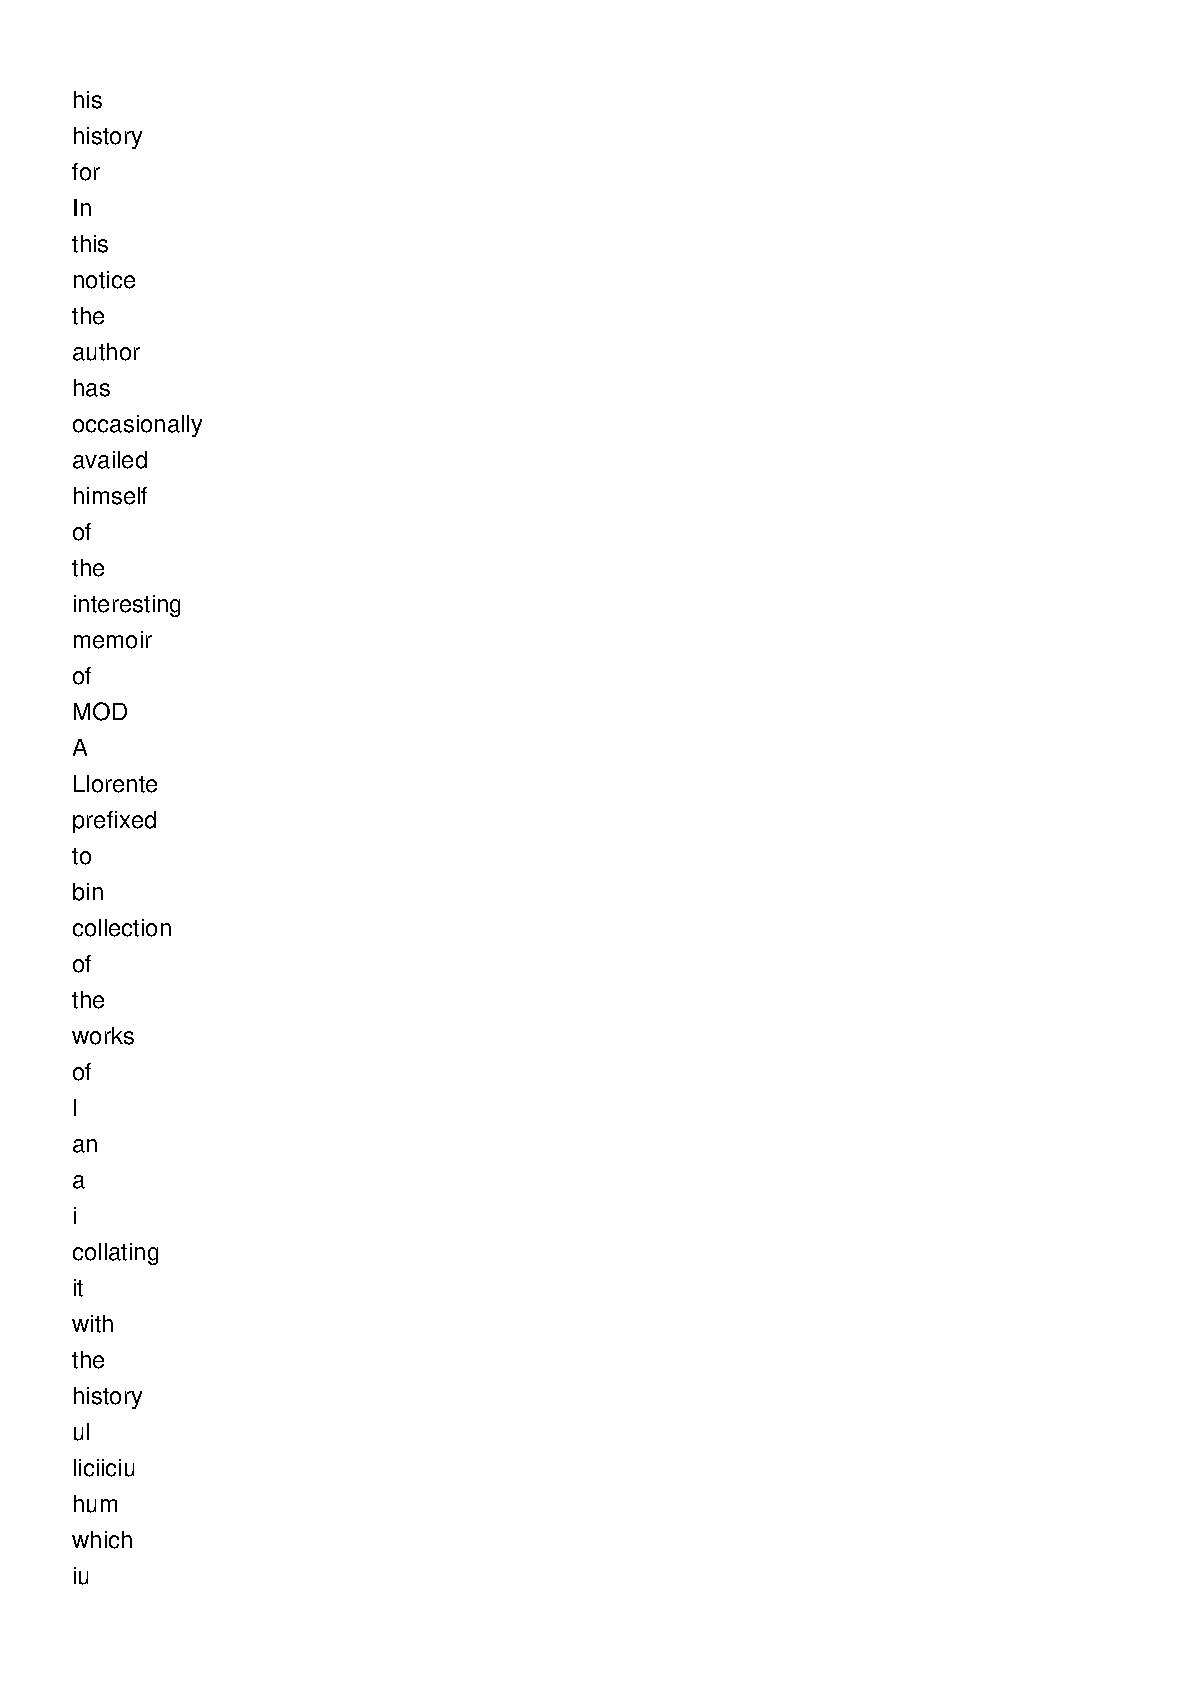 his
history
for
In
this
notice
the
author
has
occasionally
availed
himself
of
the
interesting
memoir
of
MOD
A
Llorente
prefixed
to
bin
collection
of
the
works
of
I
an
a
i
collating
it
with
the
history
ul
liciiciu
hum
which
iu